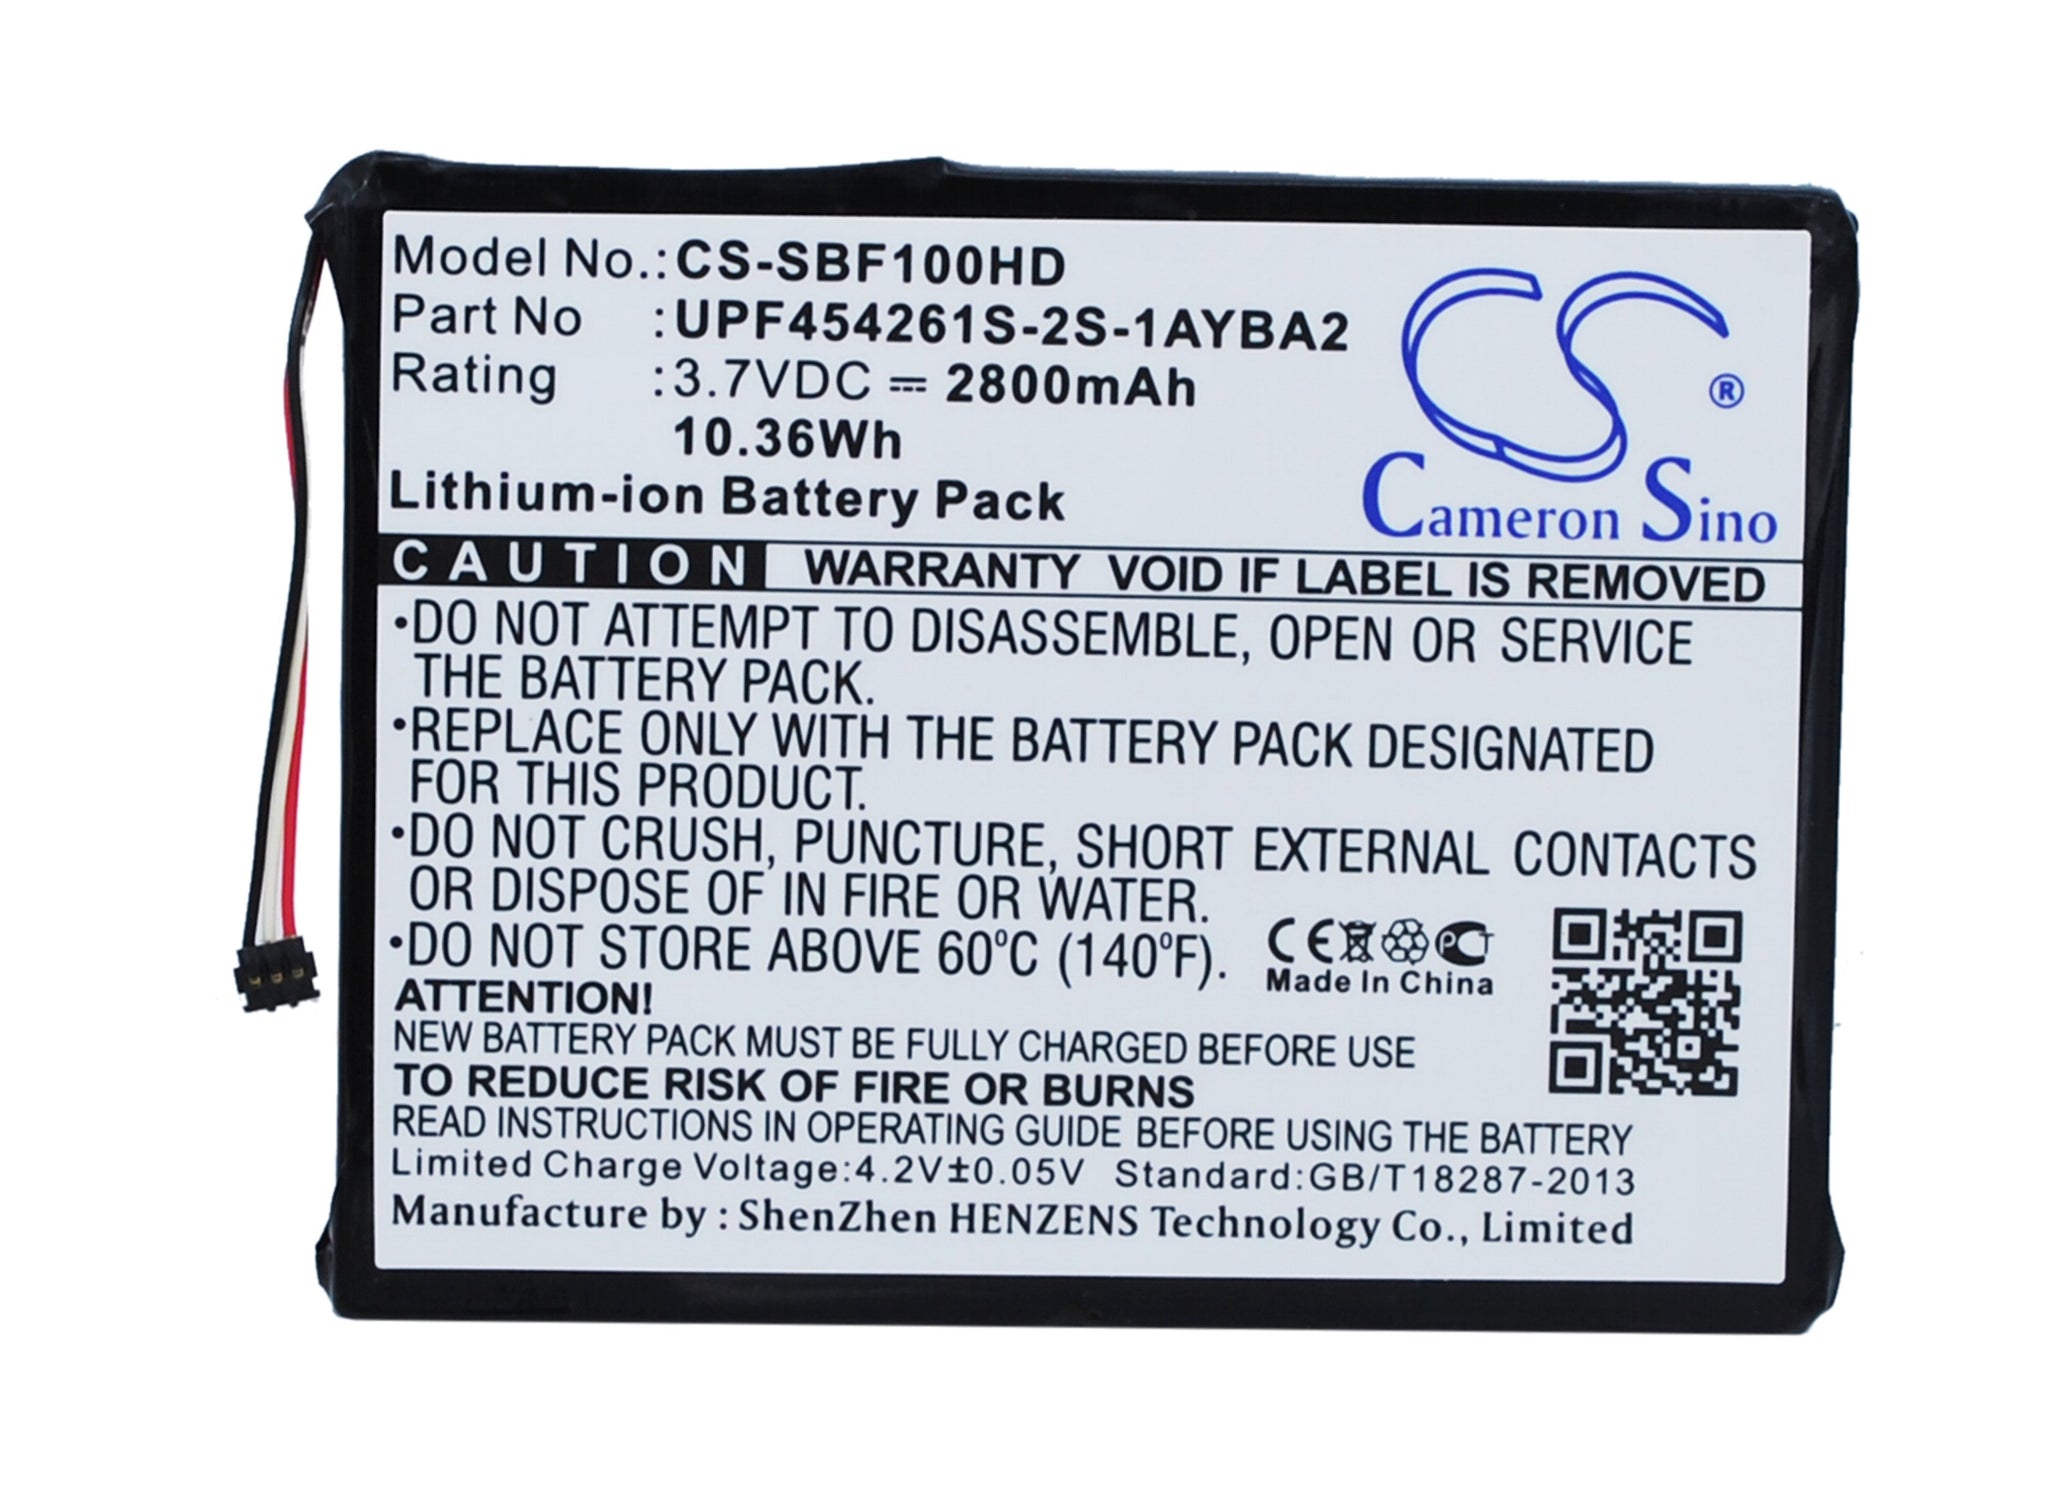 Model No.: CS-SBF100HD
Part No : UPF454261S-2S-1AYBA2
Rating : 3.7VDC ⎓ 2800mAh
10.36Wh
Lithium-ion Battery Pack
CS ®
Cameron Sino
CAUTION WARRANTY VOID IF LABEL IS REMOVED
•DO NOT ATTEMPT TO DISASSEMBLE, OPEN OR SERVICE
THE BATTERY PACK.
•REPLACE ONLY WITH THE BATTERY PACK DESIGNATED
FOR THIS PRODUCT.
•DO NOT CRUSH, PUNCTURE, SHORT EXTERNAL CONTACTS
OR DISPOSE OF IN FIRE OR WATER.
•DO NOT STORE ABOVE 60°C (140°F).
CE PCT
Made In China
ATTENTION!
NEW BATTERY PACK MUST BE FULLY CHARGED BEFORE USE
TO REDUCE RISK OF FIRE OR BURNS
READ INSTRUCTIONS IN OPERATING GUIDE BEFORE USING THE BATTERY
Limited Charge Voltage:4.2V±0.05V Standard:GB/T18287-2013
Manufacture by : ShenZhen HENZENS Technology Co., Limited